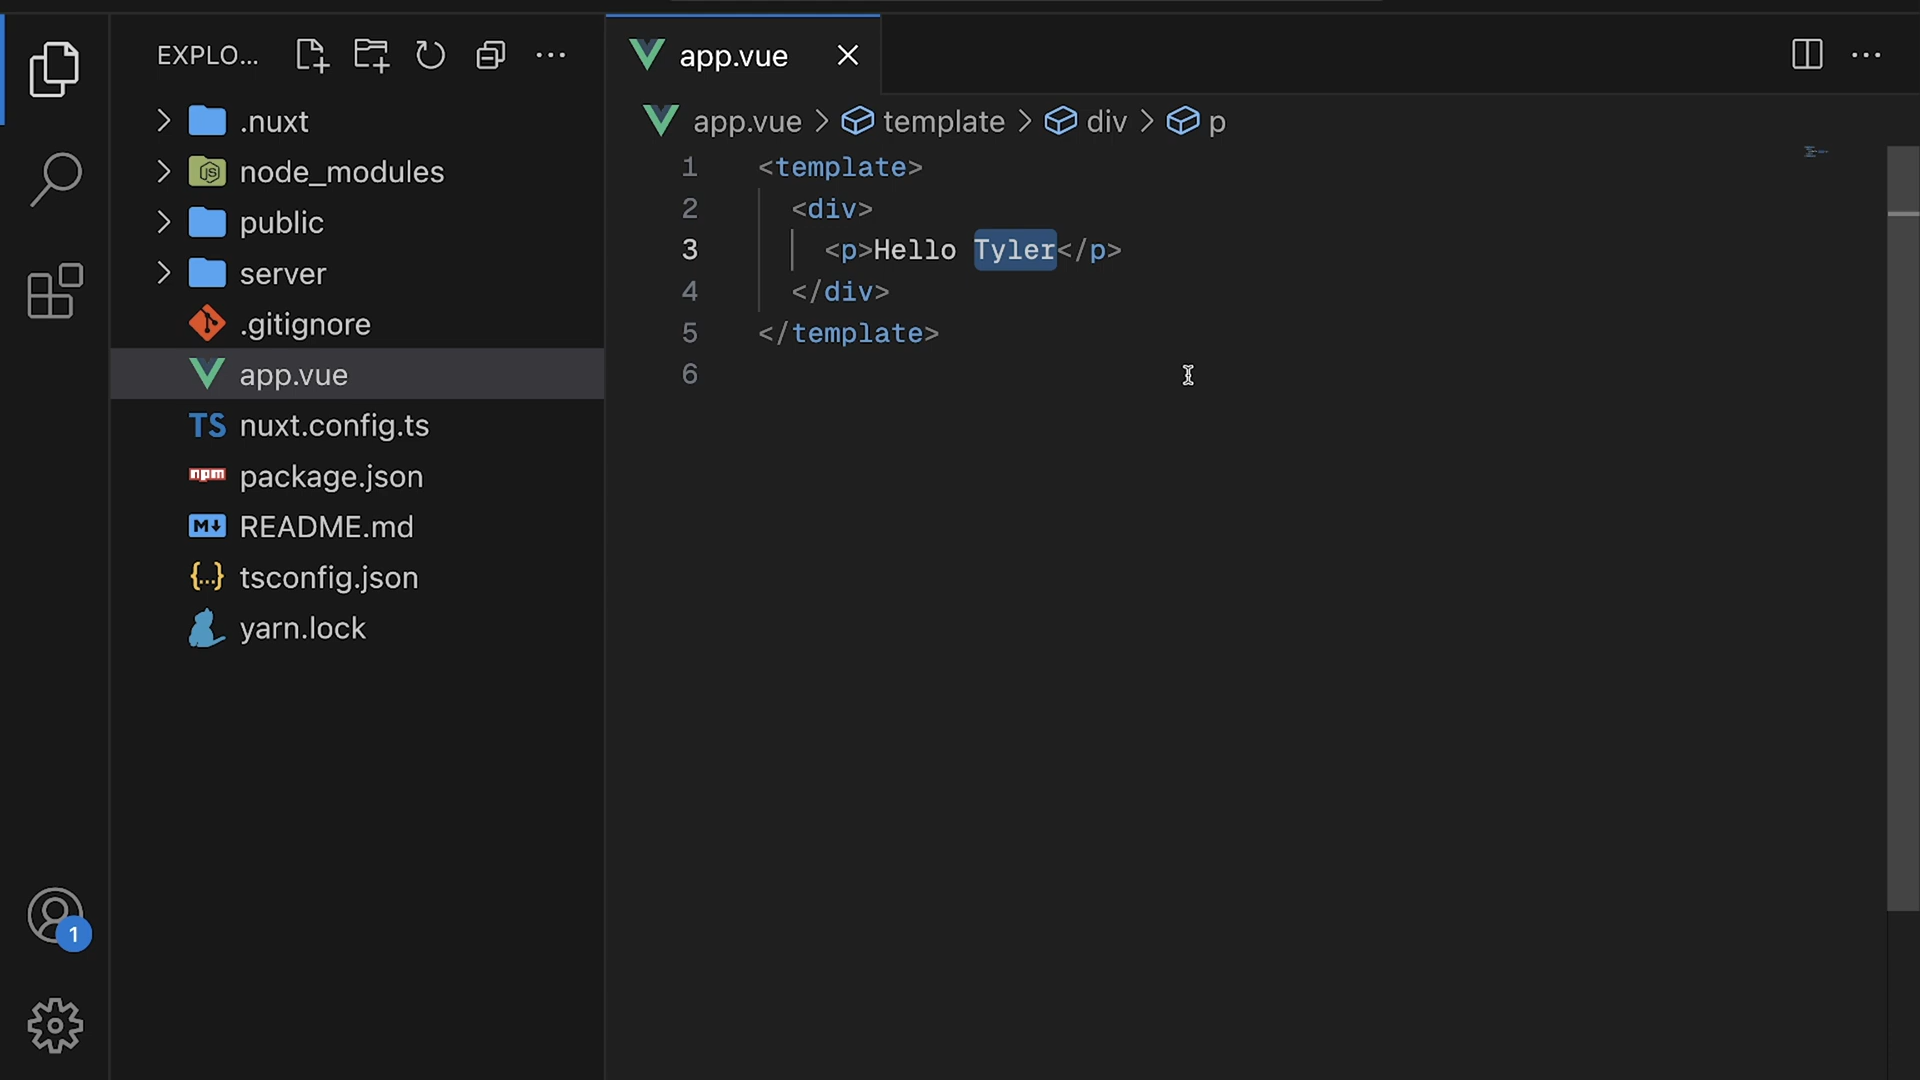 EXPLO...
.nuxt
node_modules
public
server
.gitignore
app.vue
TS nuxt.config.ts
npm package.json
M README.md
{...} tsconfig.json
yarn.lock
1
app.vue
app.vue > template > div > p
1 <template>
2 <div>
3 <p>Hello Tyler</p>
4 </div>
5 </template>
6